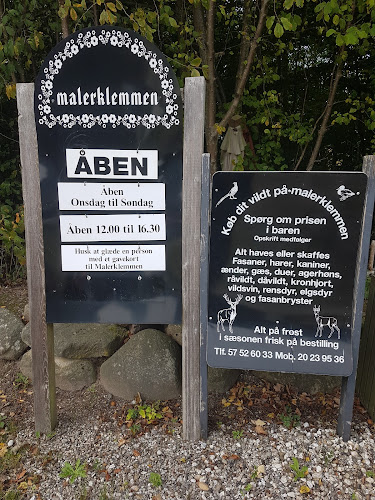 malerklemmen
ÅBEN
Åben
Onsdag til Søndag
Åben 12.00 til 16.30
Husk at glæde en person
med et gavekort
til Malerklemmen
Køb dit vildt på-malerklemmen
Spørg om prisen
i baren
Opskrift medfølger
Alt haves eller skaffes
Fasaner, harer, kaniner,
ænder, gæs, duer, agerhøns,
råvildt, dåvildt, kronhjort,
vildsvin, rensdyr, elgsdyr
og fasanbryster
Alt på frost
i sæsonen frisk på bestilling
Tlf. 57 52 60 33 Mob. 20 23 95 36